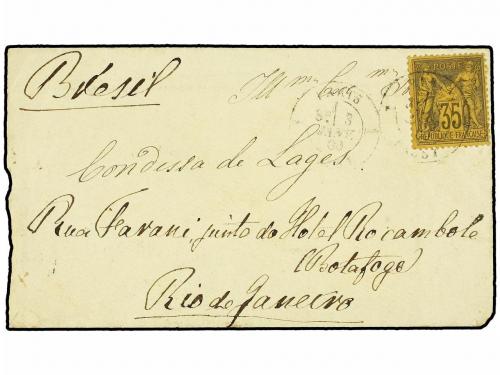 Brésil
Illma. Exma.
Condessa de Lages
Rua Farani, junto do Hotel Rocambole
(Botafogo)
Rio de Janeiro
POSTE
35
REPUBLIQUE FRANÇAISE